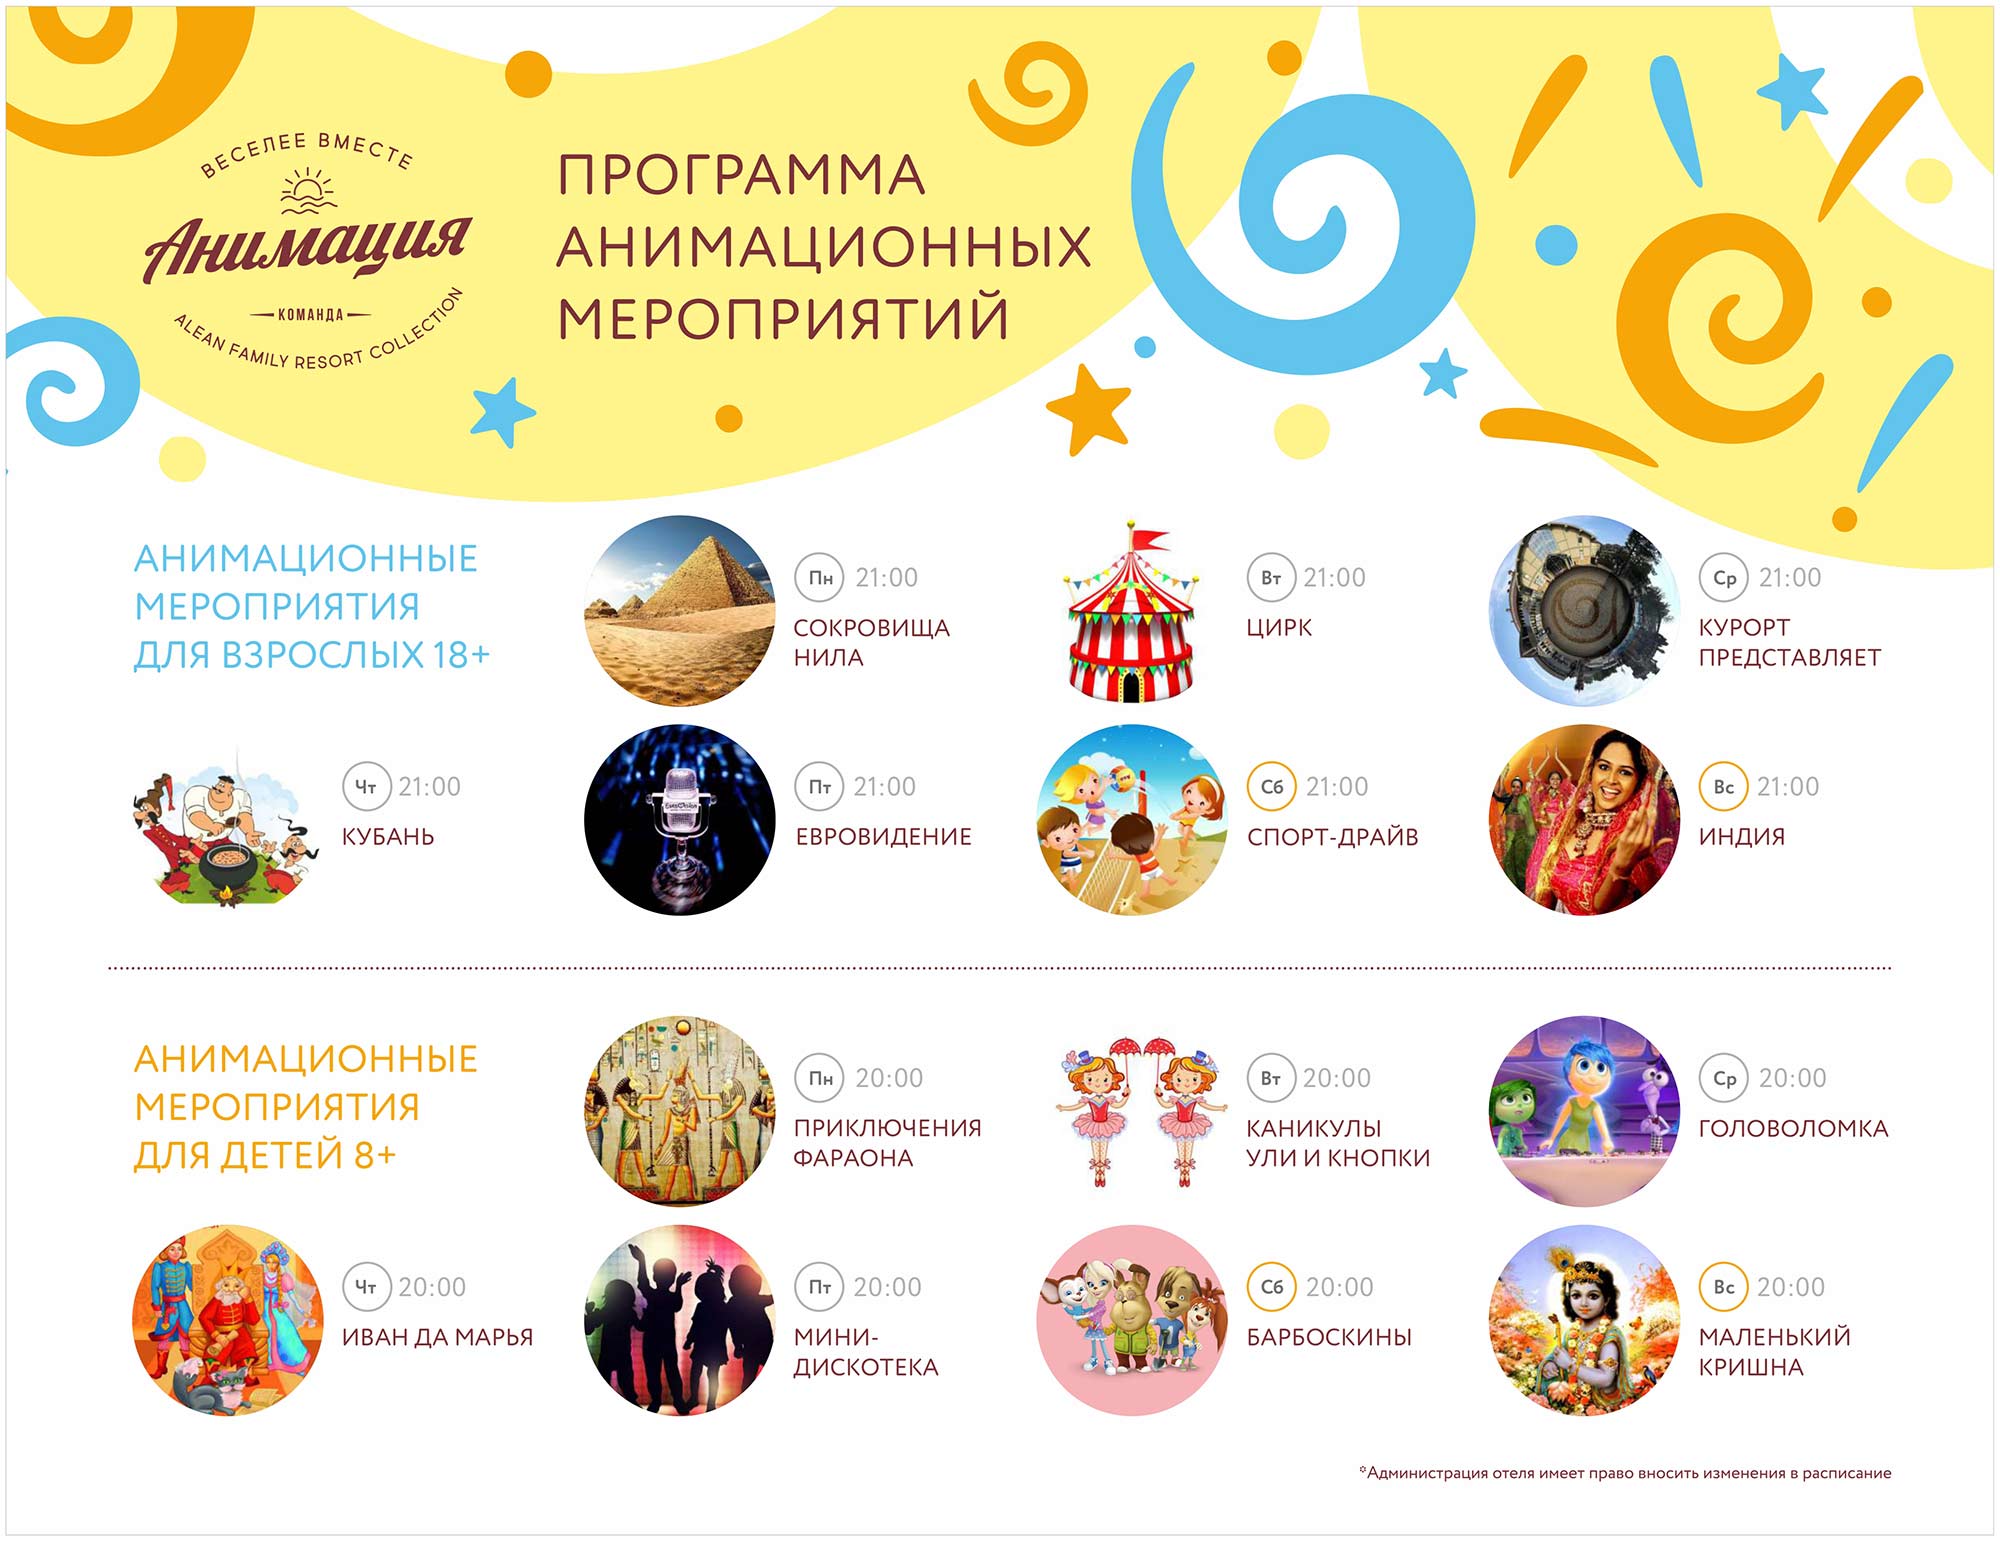 ВЕСЕЛЕЕ ВМЕСТЕ
Анимация
КОМАНДА
ALEAN FAMILY RESORT COLLECTION
ПРОГРАММА
АНИМАЦИОННЫХ
МЕРОПРИЯТИЙ
АНИМАЦИОННЫЕ
МЕРОПРИЯТИЯ
ДЛЯ ВЗРОСЛЫХ 18+
Пн 21:00
СОКРОВИЩА
НИЛА
Вт 21:00
ЦИРК
Ср 21:00
КУРОРТ
ПРЕДСТАВЛЯЕТ
Чт 21:00
КУБАНЬ
Пт 21:00
ЕВРОВИДЕНИЕ
Сб 21:00
СПОРТ-ДРАЙВ
Вс 21:00
ИНДИЯ
АНИМАЦИОННЫЕ
МЕРОПРИЯТИЯ
ДЛЯ ДЕТЕЙ 8+
Пн 20:00
ПРИКЛЮЧЕНИЯ
ФАРАОНА
Вт 20:00
КАНИКУЛЫ
УЛИ И КНОПКИ
Ср 20:00
ГОЛОВОЛОМКА
Чт 20:00
ИВАН ДА МАРЬЯ
Пт 20:00
МИНИ-
ДИСКОТЕКА
Сб 20:00
БАРБОСКИНЫ
Вс 20:00
МАЛЕНЬКИЙ
КРИШНА
*Администрация отеля имеет право вносить изменения в расписание